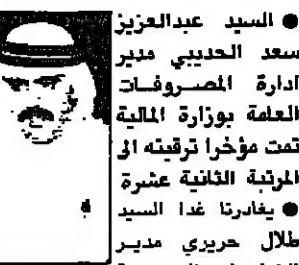 ● السيد عبدالعزيز
سعد الحديبي مدير
ادارة المصروفات
العامة بوزارة المالية
تمت مؤخرا ترقيته الى
المرتبة الثانية عشرة
● يغادرنا غدا السيد
طلال حريري مدير